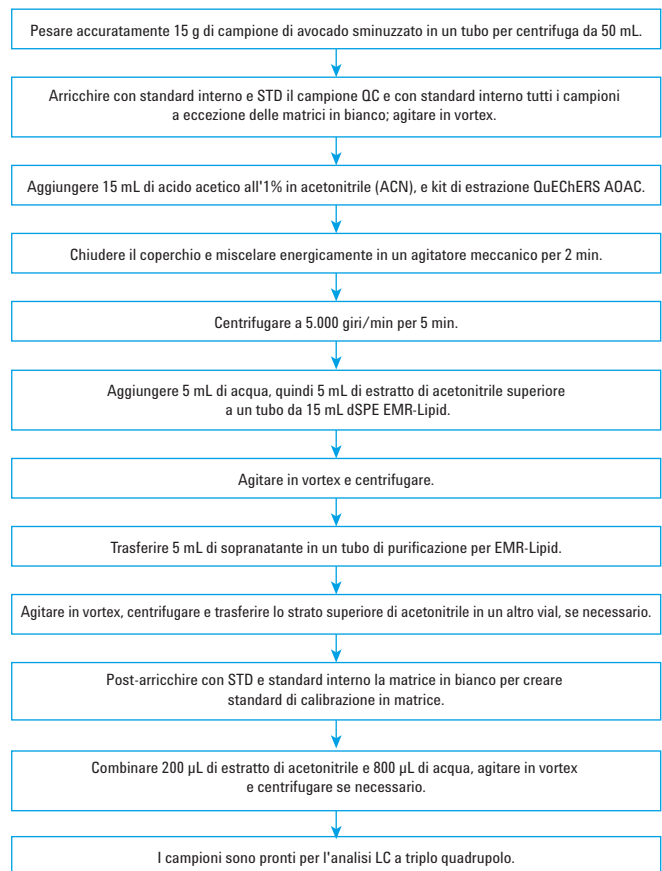 Pesare accuratamente 15 g di campione di avocado sminuzzato in un tubo per centrifuga da 50 mL.
Arricchire con standard interno e STD il campione QC e con standard interno tutti i campioni
a eccezione delle matrici in bianco; agitare in vortex.
Aggiungere 15 mL di acido acetico all'1% in acetonitrile (ACN), e kit di estrazione QuEChERS AOAC.
Chiudere il coperchio e miscelare energicamente in un agitatore meccanico per 2 min.
Centrifugare a 5.000 giri/min per 5 min.
Aggiungere 5 mL di acqua, quindi 5 mL di estratto di acetonitrile superiore
a un tubo da 15 mL dSPE EMR-Lipid.
Agitare in vortex e centrifugare.
Trasferire 5 mL di sopranatante in un tubo di purificazione per EMR-Lipid.
Agitare in vortex, centrifugare e trasferire lo strato superiore di acetonitrile in un altro vial, se necessario.
Post-arricchire con STD e standard interno la matrice in bianco per creare
standard di calibrazione in matrice.
Combinare 200 µL di estratto di acetonitrile e 800 µL di acqua, agitare in vortex
e centrifugare se necessario.
I campioni sono pronti per l'analisi LC a triplo quadrupolo.